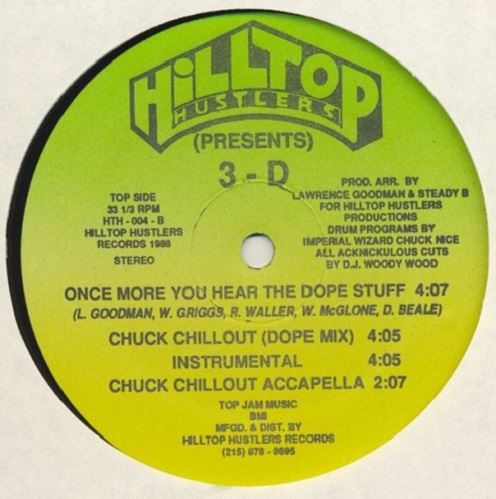 HILLTOP
HUSTLERS
(PRESENTS)
3 - D
TOP SIDE
33 1/3 RPM
HTH - 004 - B
HILLTOP HUSTLERS
RECORDS 1988
STEREO
PROD. ARR. BY
LAWRENCE GOODMAN & STEADY B
FOR HILLTOP HUSTLERS
PRODUCTIONS
DRUM PROGRAMS BY
IMPERIAL WIZARD CHUCK NICE
ALL ACKNICKULOUS CUTS
BY D.J. WOODY WOOD
ONCE MORE YOU HEAR THE DOPE STUFF 4:07
(L. GOODMAN, W. GRIGGS, R. WALLER, W. McGLONE, D. BEALE)
CHUCK CHILLOUT (DOPE MIX) 4:05
INSTRUMENTAL 4:05
CHUCK CHILLOUT ACCAPELLA 2:07
TOP JAM MUSIC
BMI
MFGD. & DIST. BY
HILLTOP HUSTLERS RECORDS
(215) 878 - 9695